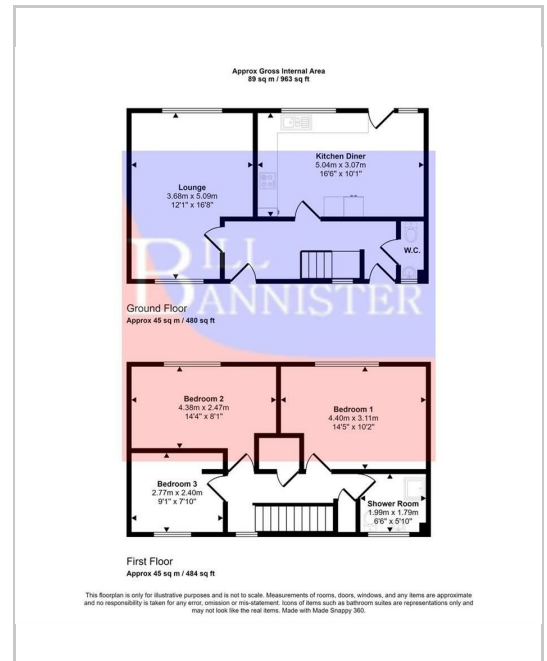 Approx Gross Internal Area
89 sq m / 963 sq ft
Kitchen Diner
5.04m x 3.07m
16'6" x 10'1"
Lounge
3.68m x 5.09m
12'1" x 16'8"
W.C.
BILL
BANNISTER
Ground Floor
Approx 45 sq m / 480 sq ft
Bedroom 2
4.38m x 2.47m
14'4" x 8'1"
Bedroom 1
4.40m x 3.11m
14'5" x 10'2"
Bedroom 3
2.77m x 2.40m
9'1" x 7'10"
Shower Room
1.99m x 1.79m
6'6" x 5'10"
First Floor
Approx 45 sq m / 484 sq ft
This floorplan is only for illustrative purposes and is not to scale. Measurements of rooms, doors, windows, and any items are approximate
and no responsibility is taken for any error, omission or mis-statement. Icons of items such as bathroom suites are representations only and
may not look like the real items. Made with Made Snappy 360.